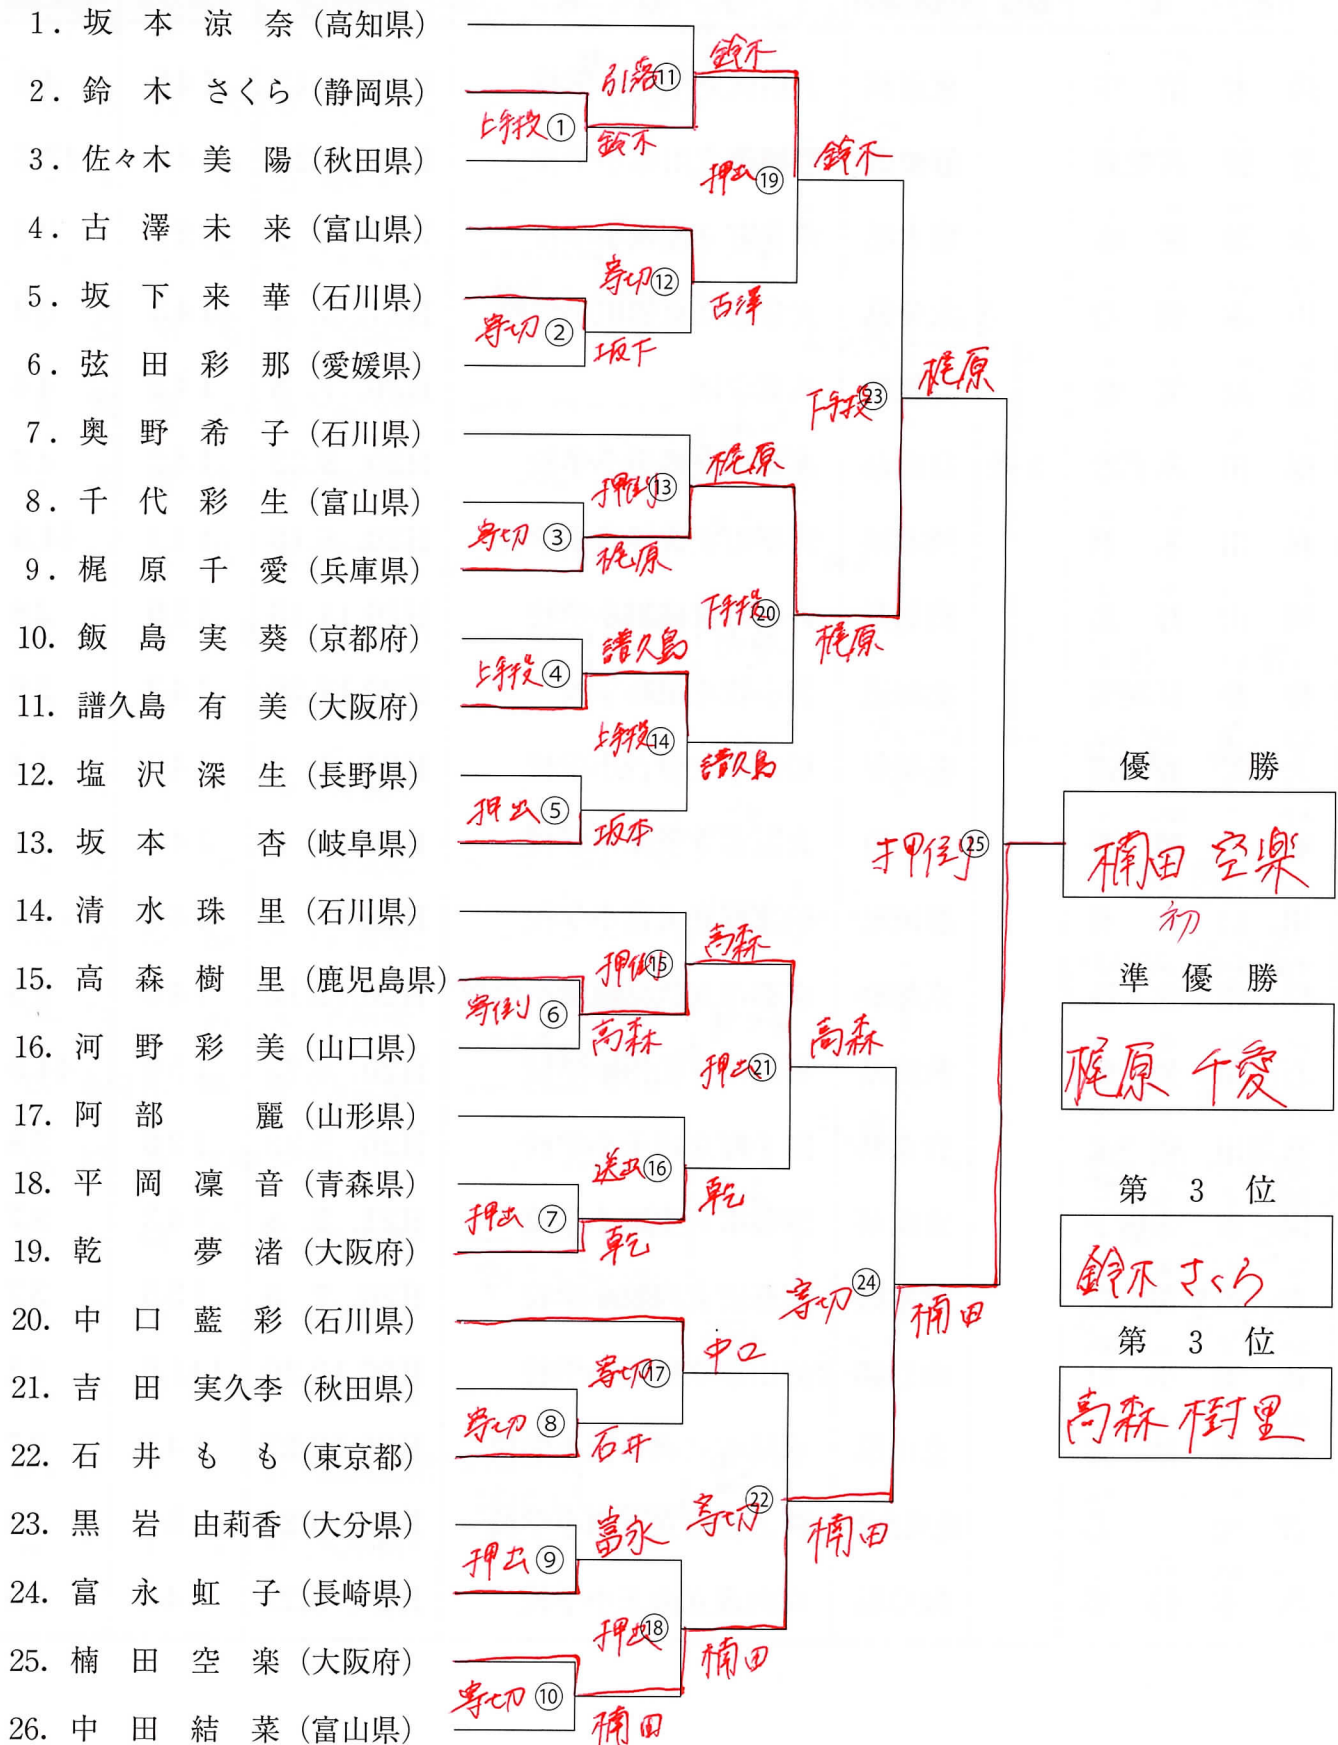 1. 坂本涼奈(高知県)
2. 鈴木さくら(静岡県)
3. 佐々木美陽(秋田県)
4. 古澤未来(富山県)
5. 坂下来華(石川県)
6. 弦田彩那(愛媛県)
7. 奥野希子(石川県)
8. 千代彩生(富山県)
9. 梶原千愛(兵庫県)
10. 飯島実葵(京都府)
11. 譜久島有美(大阪府)
12. 塩沢深生(長野県)
13. 坂本杏(岐阜県)
14. 清水珠里(石川県)
15. 高森樹里(鹿児島県)
16. 河野彩美(山口県)
17. 阿部麗(山形県)
18. 平岡凜音(青森県)
19. 乾夢渚(大阪府)
20. 中口藍彩(石川県)
21. 吉田実久李(秋田県)
22. 石井もも(東京都)
23. 黒岩由莉香(大分県)
24. 富永虹子(長崎県)
25. 楠田空楽(大阪府)
26. 中田結菜(富山県)
上手投 ①
鈴木
寄切 ②
坂下
寄切 ③
梶原
上手投 ④
譜久島
押出 ⑤
坂本
寄倒 ⑥
高森
押出 ⑦
乾
寄切 ⑧
石井
押出 ⑨
富永
寄切 ⑩
楠田
引落 ⑪
鈴木
寄切 ⑫
古澤
押倒 ⑬
梶原
上手投 ⑭
譜久島
押倒 ⑮
高森
送出 ⑯
乾
寄切 ⑰
中口
押出 ⑱
楠田
押出 ⑲
鈴木
下手投 ⑳
梶原
押出 ㉑
高森
寄切 ㉒
楠田
下手投 ㉓
梶原
寄切 ㉔
楠田
押倒 ㉕
優勝
楠田 空楽
初
準優勝
梶原 千愛
第3位
鈴木 さくら
第3位
高森 樹里